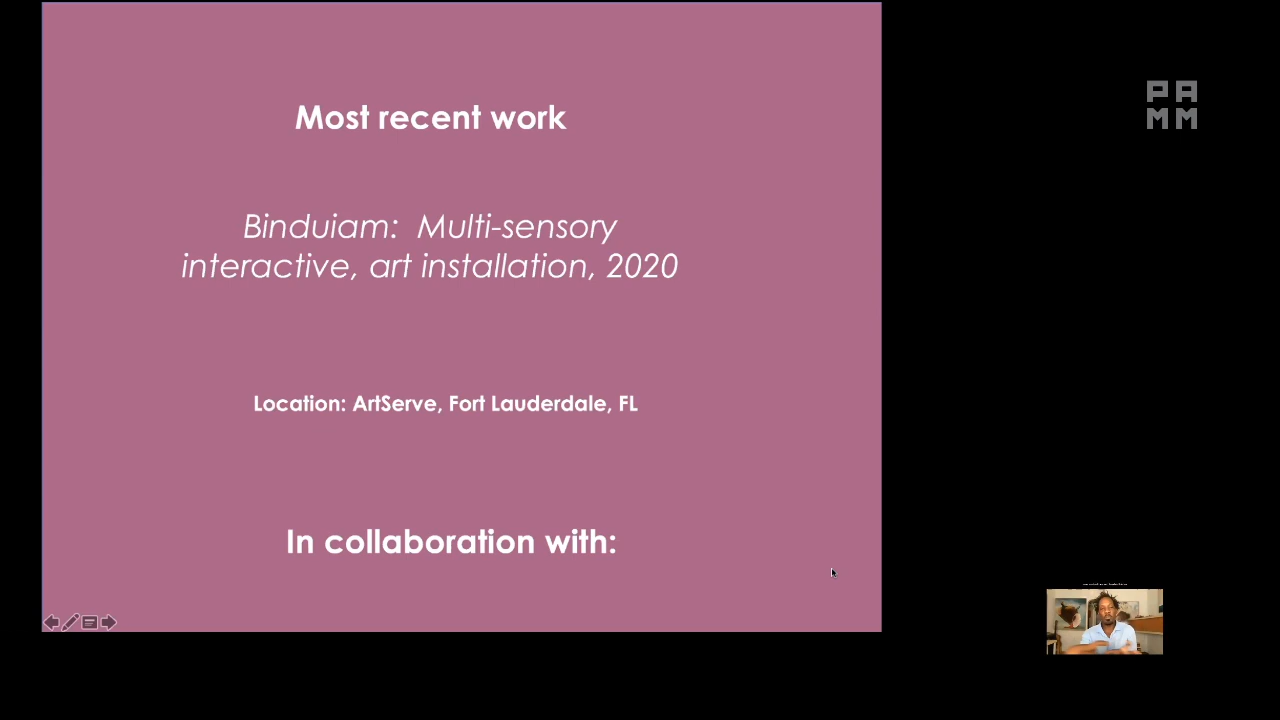 Most recent work
Binduiam:  Multi-sensory
interactive, art installation, 2020
Location: ArtServe, Fort Lauderdale, FL
In collaboration with:
PA
MM